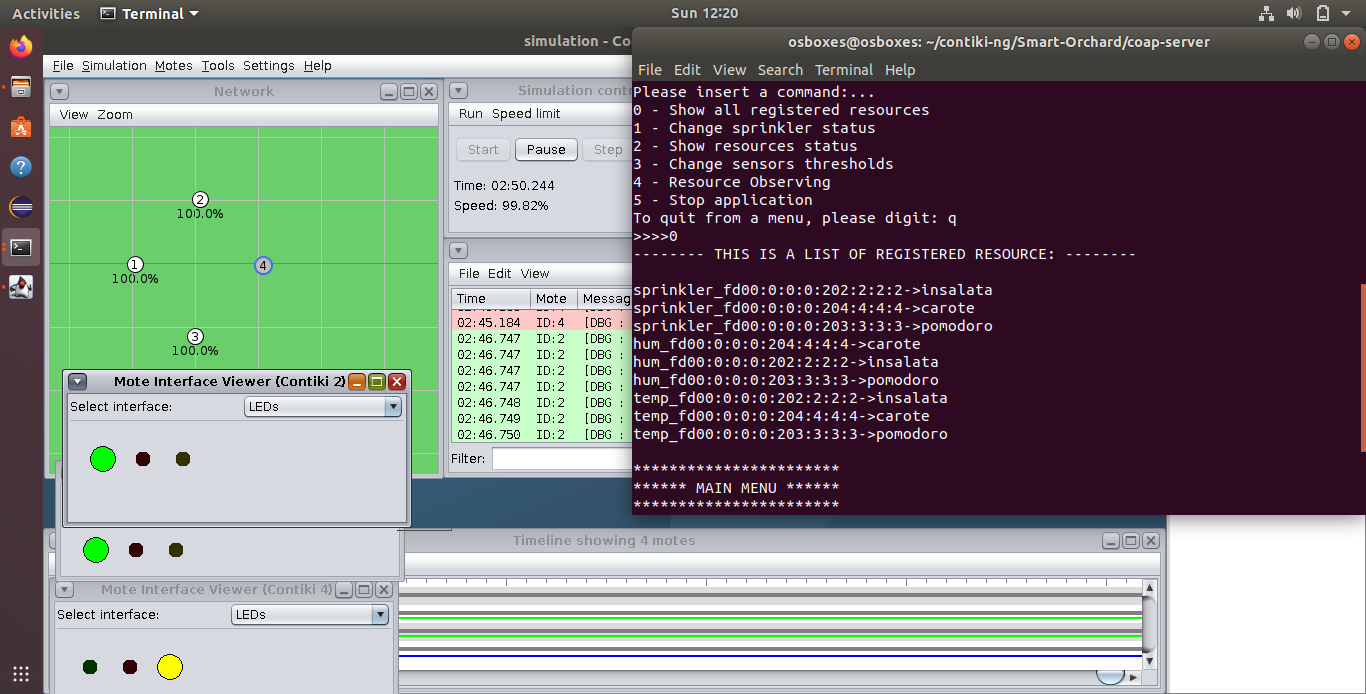 Activities Terminal Sun 12:20
simulation - Co
File Simulation Motes Tools Settings Help
Network
View Zoom
2
100.0%
1
100.0%
4
3
100.0%
Simulation contr
Run Speed limit
Start Pause Step
Time: 02:50.244
Speed: 99.82%
File Edit View
Time Mote Messag
02:45.184 ID:4 [DBG :
02:46.747 ID:2 [DBG :
02:46.747 ID:2 [DBG :
02:46.747 ID:2 [DBG :
02:46.747 ID:2 [DBG :
02:46.748 ID:2 [DBG :
02:46.749 ID:2 [DBG :
02:46.750 ID:2 [DBG :
Filter:
Mote Interface Viewer (Contiki 2)
Select interface: LEDs
Mote Interface Viewer (Contiki 4)
Select interface: LEDs
Timeline showing 4 motes
osboxes@osboxes: ~/contiki-ng/Smart-Orchard/coap-server
File Edit View Search Terminal Help
Please insert a command:...
0 - Show all registered resources
1 - Change sprinkler status
2 - Show resources status
3 - Change sensors thresholds
4 - Resource Observing
5 - Stop application
To quit from a menu, please digit: q
>>>>0
-------- THIS IS A LIST OF REGISTERED RESOURCE: --------
sprinkler_fd00:0:0:0:202:2:2:2->insalata
sprinkler_fd00:0:0:0:204:4:4:4->carote
sprinkler_fd00:0:0:0:203:3:3:3->pomodoro
hum_fd00:0:0:0:204:4:4:4->carote
hum_fd00:0:0:0:202:2:2:2->insalata
hum_fd00:0:0:0:203:3:3:3->pomodoro
temp_fd00:0:0:0:202:2:2:2->insalata
temp_fd00:0:0:0:204:4:4:4->carote
temp_fd00:0:0:0:203:3:3:3->pomodoro
***********************
****** MAIN MENU ******
***********************